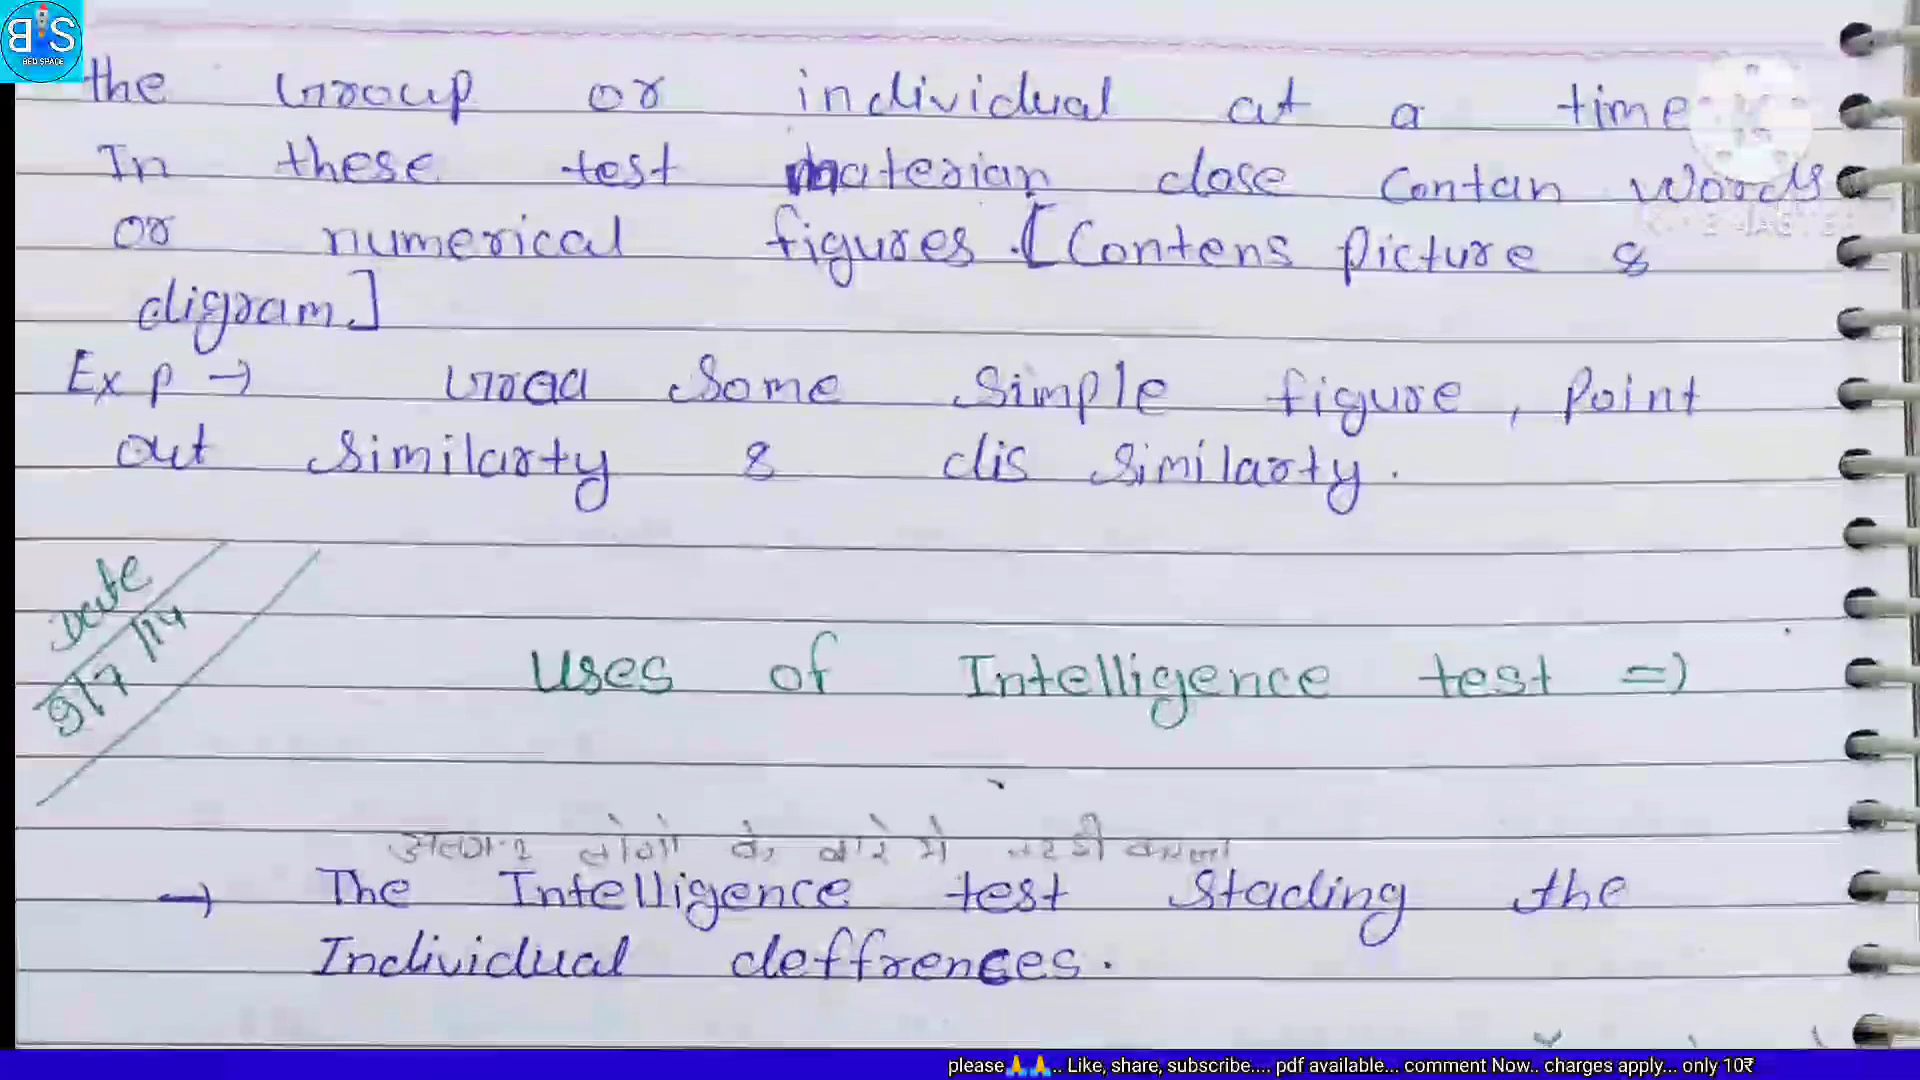 BS
BED SPACE
the Group or individual at a time
In these test materian close contan words
or numerical figures.[Contens picture &
digram]
Exp → some simple figure, Point
out similarty & dis similarty.
Date
9/7/14
Uses of Intelligence test ⇒
अलग-२ लोगो के बारे मे
→ The Intelligence test stading the
Individual deffrences.
please🙏🙏.. Like, share, subscribe.... pdf available... comment Now.. charges apply... only 10₹